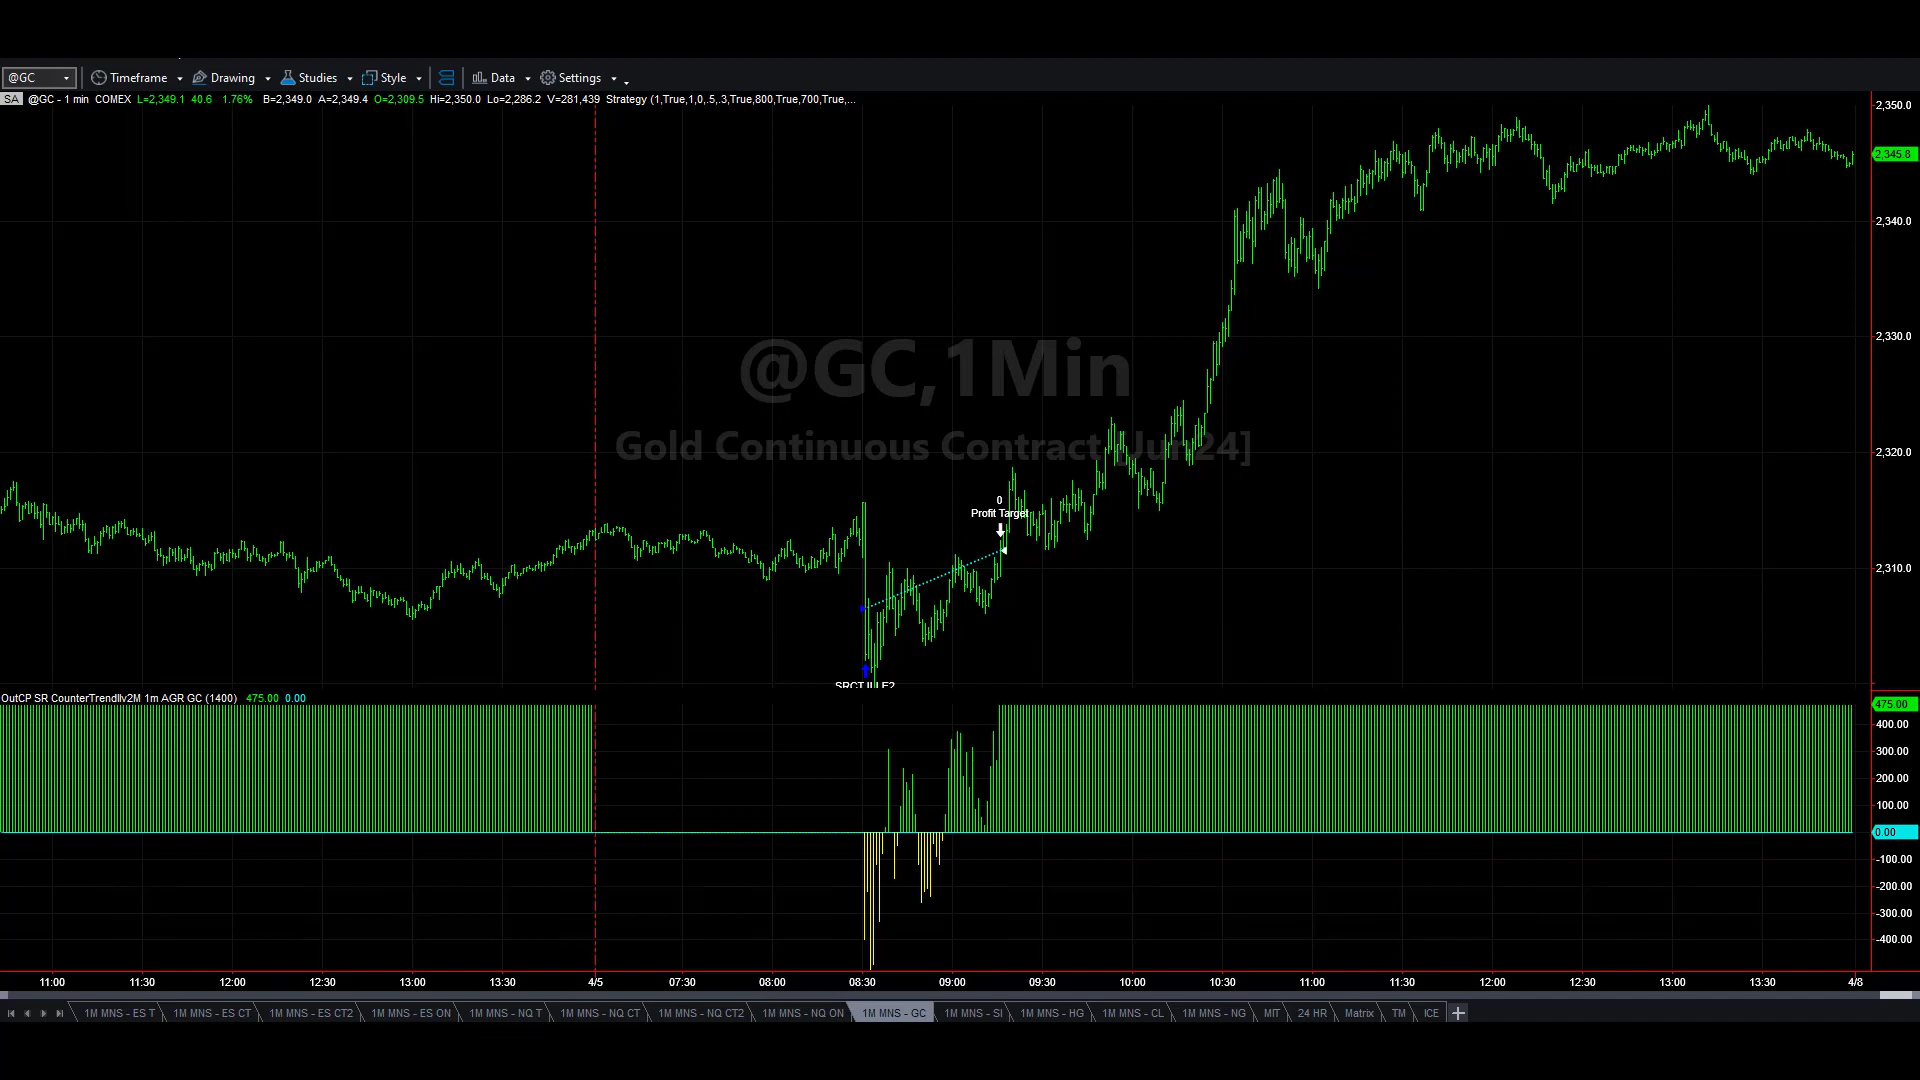 @GC Timeframe Drawing Studies Style Data Settings
SA @GC - 1 min COMEX L=2,349.1 40.6 1.76% B=2,349.0 A=2,349.4 O=2,309.5 Hi=2,350.0 Lo=2,286.2 V=281,439 Strategy (1,True,1,0,.5,.3,True,800,True,700,True,...
2,350.0
2,345.8
2,340.0
2,330.0
2,320.0
2,310.0
@GC,1Min
Gold Continuous Contract [Jun24]
0
Profit Target
OutCP SR CounterTrendIIv2M 1m AGR GC (1400) 475.00 0.00
475.00
400.00
300.00
200.00
100.00
0.00
-100.00
-200.00
-300.00
-400.00
11:00 11:30 12:00 12:30 13:00 13:30 4/5 07:30 08:00 08:30 09:00 09:30 10:00 10:30 11:00 11:30 12:00 12:30 13:00 13:30 4/8
1M MNS - ES T 1M MNS - ES CT 1M MNS - ES CT2 1M MNS - ES ON 1M MNS - NQ T 1M MNS - NQ CT 1M MNS - NQ CT2 1M MNS - NQ ON 1M MNS - GC 1M MNS - SI 1M MNS - HG 1M MNS - CL 1M MNS - NG MIT 24 HR Matrix TM ICE